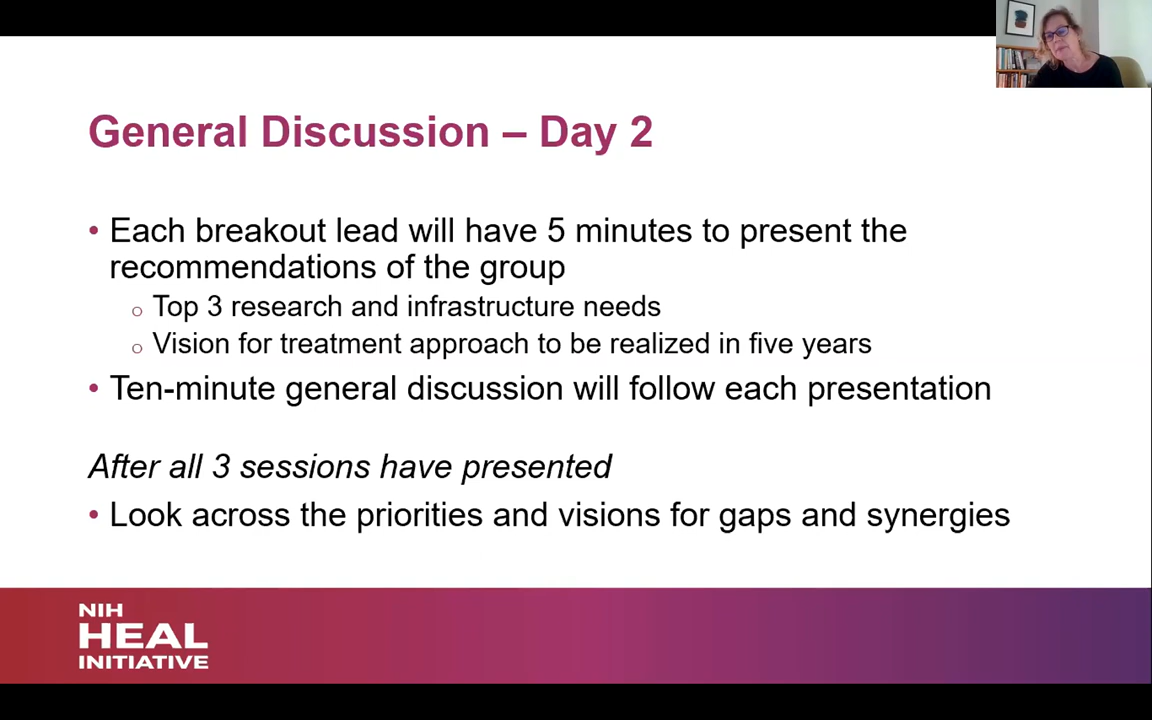 General Discussion – Day 2
• Each breakout lead will have 5 minutes to present the
recommendations of the group
o Top 3 research and infrastructure needs
o Vision for treatment approach to be realized in five years
• Ten-minute general discussion will follow each presentation
After all 3 sessions have presented
• Look across the priorities and visions for gaps and synergies
NIH
HEAL
INITIATIVE